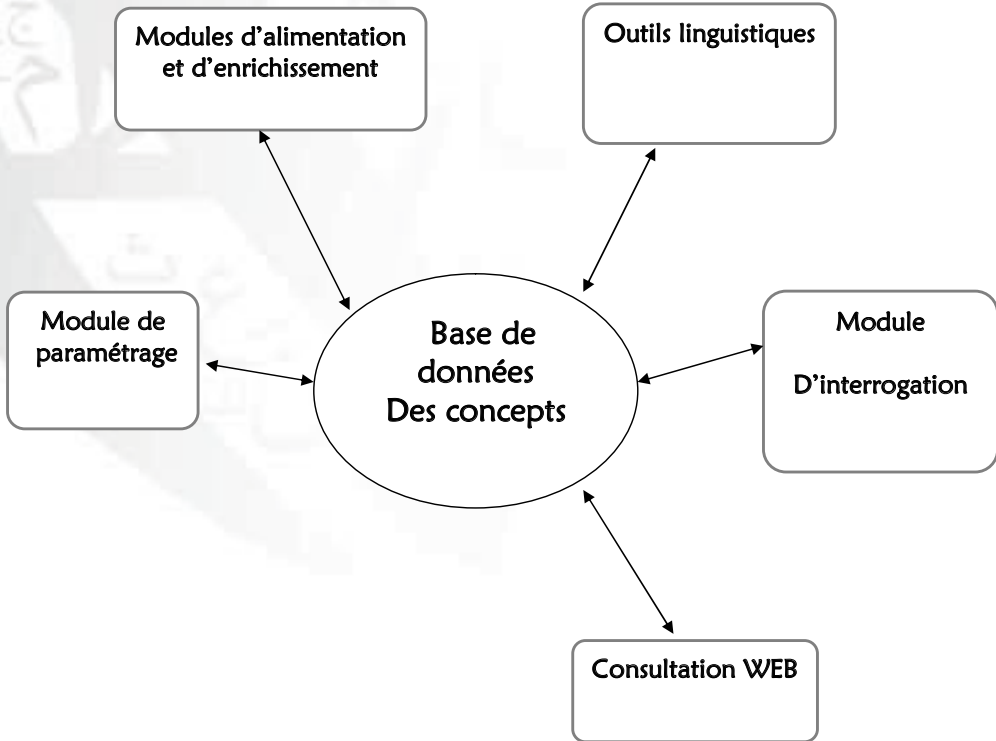 Modules d'alimentation
et d'enrichissement
Outils linguistiques
Module de
paramétrage
Base de
données
Des concepts
Module
D'interrogation
Consultation WEB